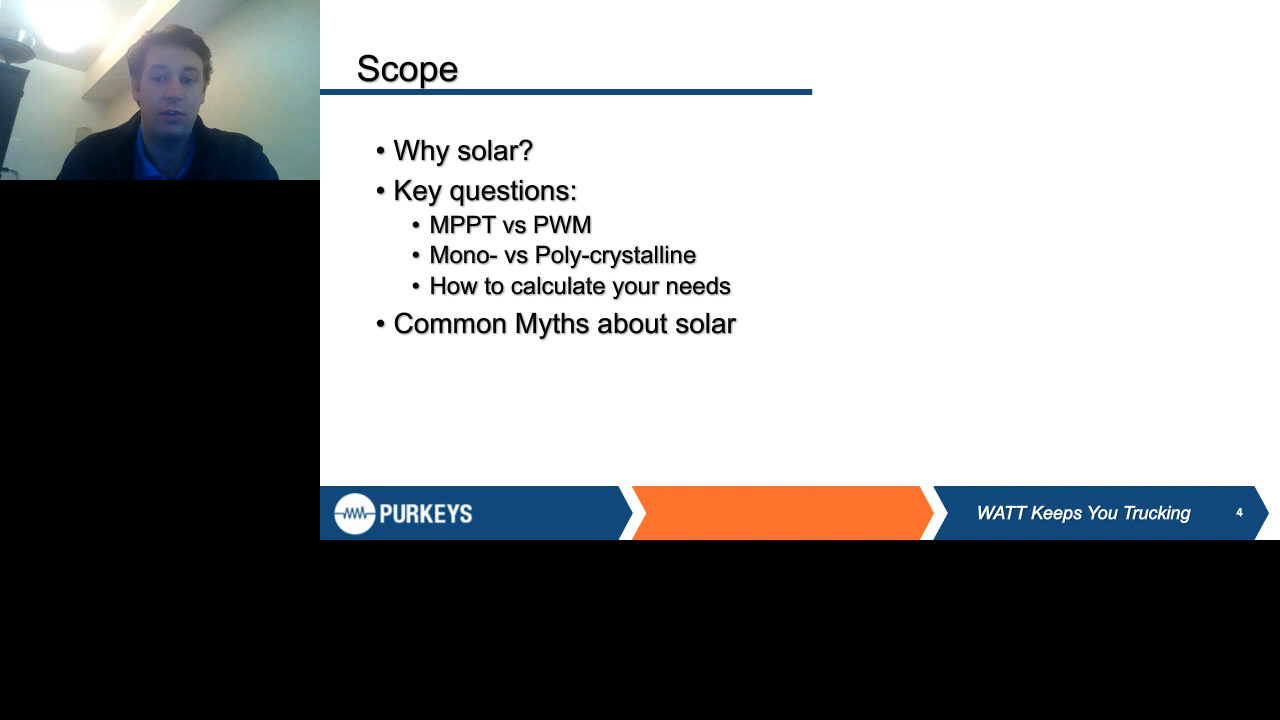 Scope
• Why solar?
• Key questions:
• MPPT vs PWM
• Mono- vs Poly-crystalline
• How to calculate your needs
• Common Myths about solar
PURKEYS
WATT Keeps You Trucking
4